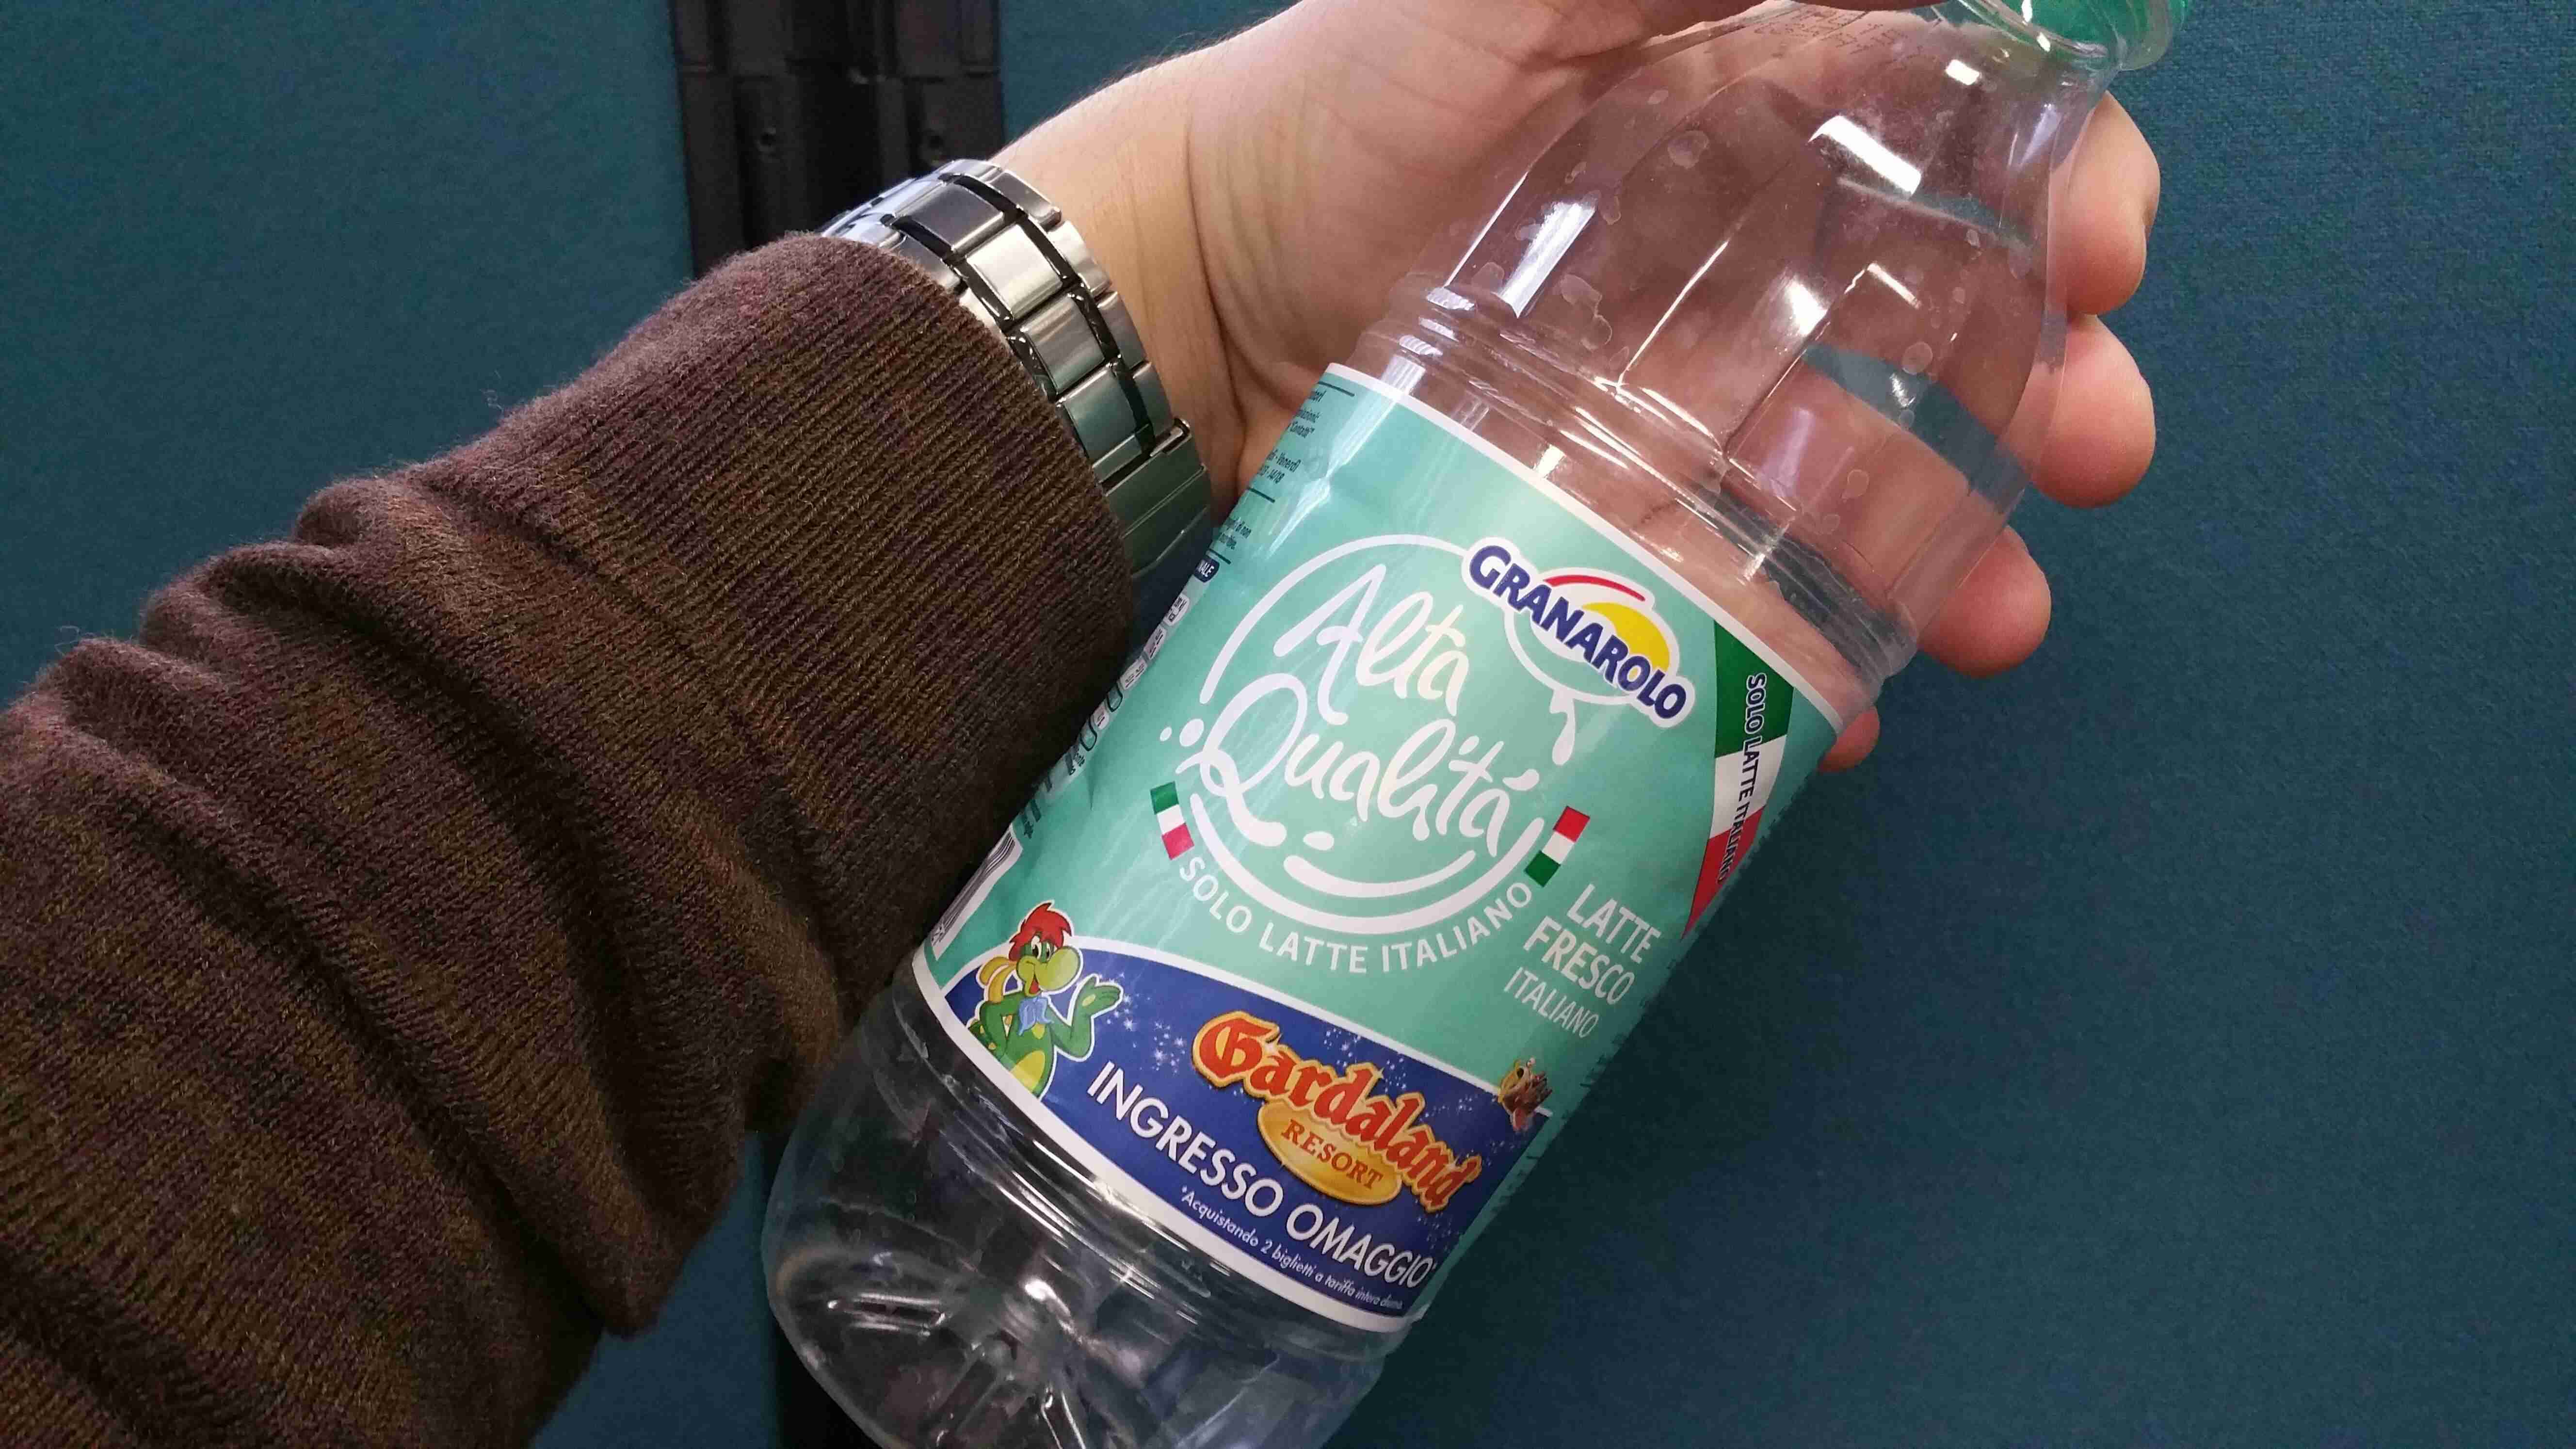 GRANAROLO
Alta
Qualitá
SOLO LATTE ITALIANO
SOLO LATTE ITALIANO
LATTE
FRESCO
ITALIANO
Gardaland
RESORT
INGRESSO OMAGGIO*
*Acquistando 2 biglietti a tariffa intera diurna.